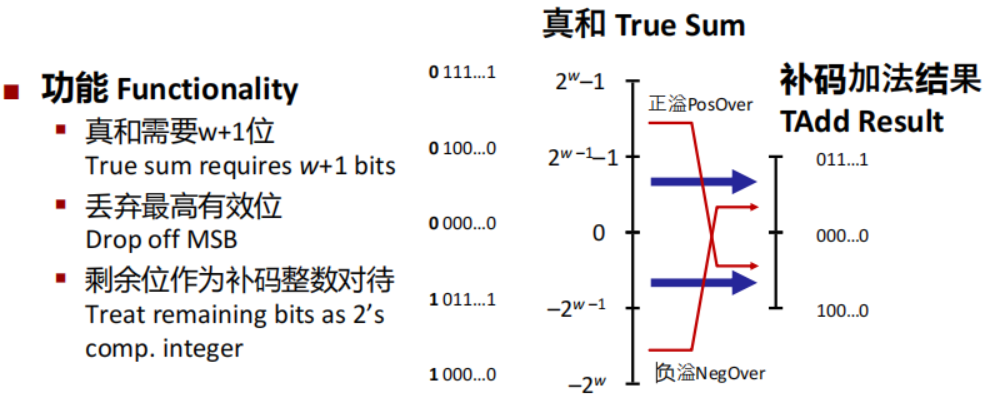 真和 True Sum
■ 功能 Functionality
▪ 真和需要w+1位
True sum requires w+1 bits
▪ 丢弃最高有效位
Drop off MSB
▪ 剩余位作为补码整数对待
Treat remaining bits as 2’s
comp. integer
0 111…1
0 100…0
0 000…0
1 011…1
1 000…0
2ʷ–1
正溢PosOver
2ʷ⁻¹–1
0
–2ʷ⁻¹
负溢NegOver
–2ʷ
补码加法结果
TAdd Result
011…1
000…0
100…0